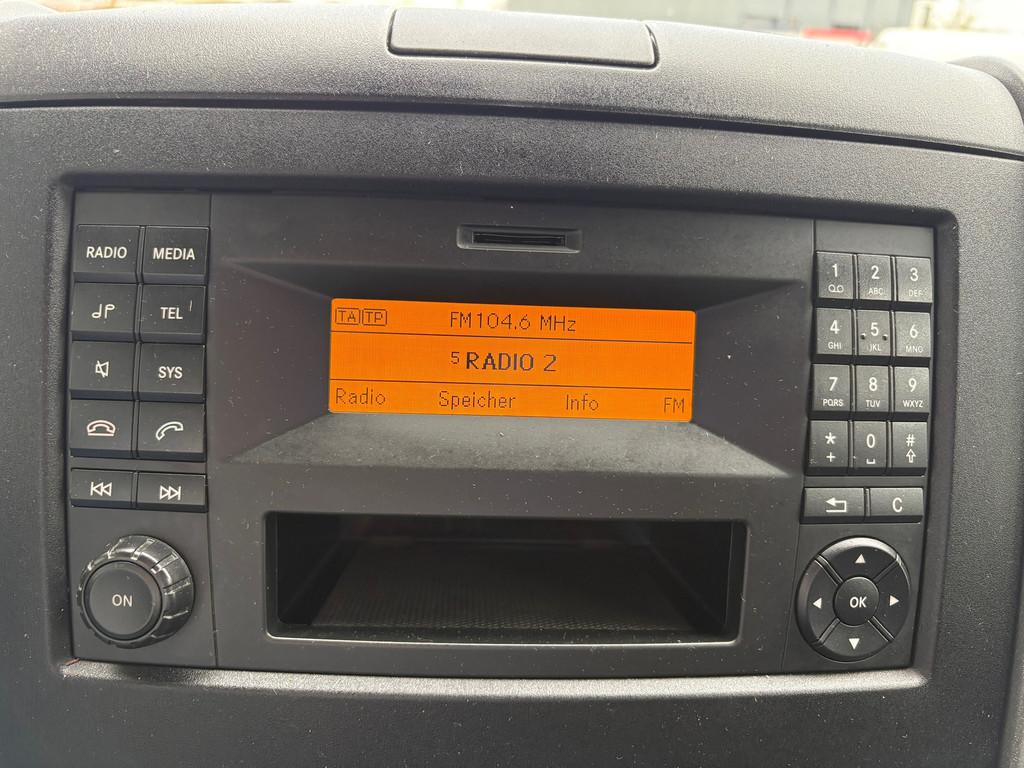 RADIO MEDIA
TEL
SYS
ON
TA TP FM104.6 MHz
5 RADIO 2
Radio Speicher Info FM
1 2 ABC 3 DEF
4 GHI 5 JKL 6 MNO
7 PQRS 8 TUV 9 WXYZ
* + 0 #
C
OK